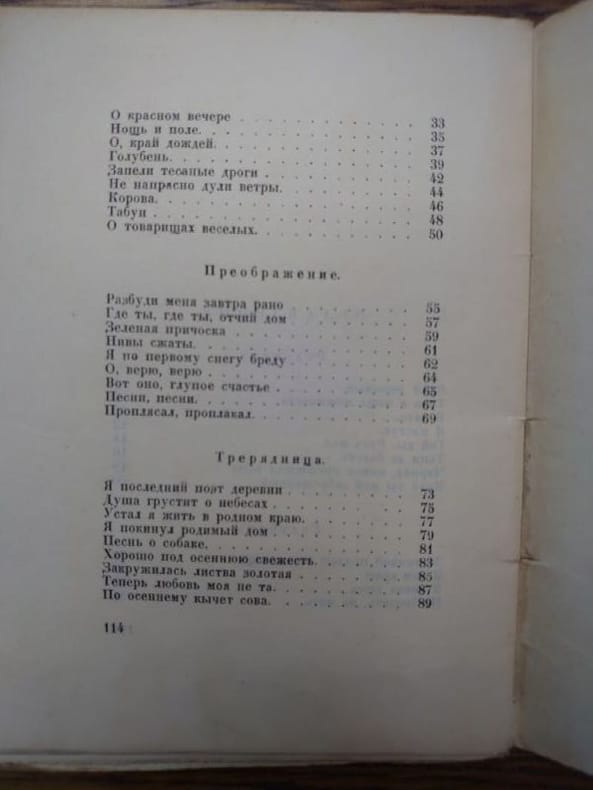 О красном вечере . . . . . . . . . . . . . 33
Нощь и поле. . . . . . . . . . . . . . . 35
О, край дождей. . . . . . . . . . . . . . 37
Голубень. . . . . . . . . . . . . . . . . 39
Запели тесаные дроги . . . . . . . . . . . 42
Не напрясно дули ветры. . . . . . . . . . 44
Корова. . . . . . . . . . . . . . . . . . 46
Табун . . . . . . . . . . . . . . . . . . 48
О товарищах веселых. . . . . . . . . . . . 50
Преображение.
Разбуди меня завтра рано . . . . . . . . . 55
Где ты, где ты, отчий дом . . . . . . . . 57
Зеленая прическа . . . . . . . . . . . . . 59
Нивы сжаты. . . . . . . . . . . . . . . . 61
Я по первому снегу бреду . . . . . . . . . 62
О, верю, верю . . . . . . . . . . . . . . 64
Вот оно, глупое счастье . . . . . . . . . 65
Песни, песни. . . . . . . . . . . . . . . 67
Проплясал, проплакал. . . . . . . . . . . 69
Трерядница.
Я последний поэт деревни . . . . . . . . . 73
Душа грустит о небесах . . . . . . . . . . 75
Устал я жить в родном краю. . . . . . . . 77
Я покинул родимый дом . . . . . . . . . . 79
Песнь о собаке. . . . . . . . . . . . . . 81
Хорошо под осеннюю свежесть. . . . . . . . 83
Закружилась листва золотая . . . . . . . . 85
Теперь любовь моя не та. . . . . . . . . . 87
По осеннему кычет сова. . . . . . . . . . 89
114